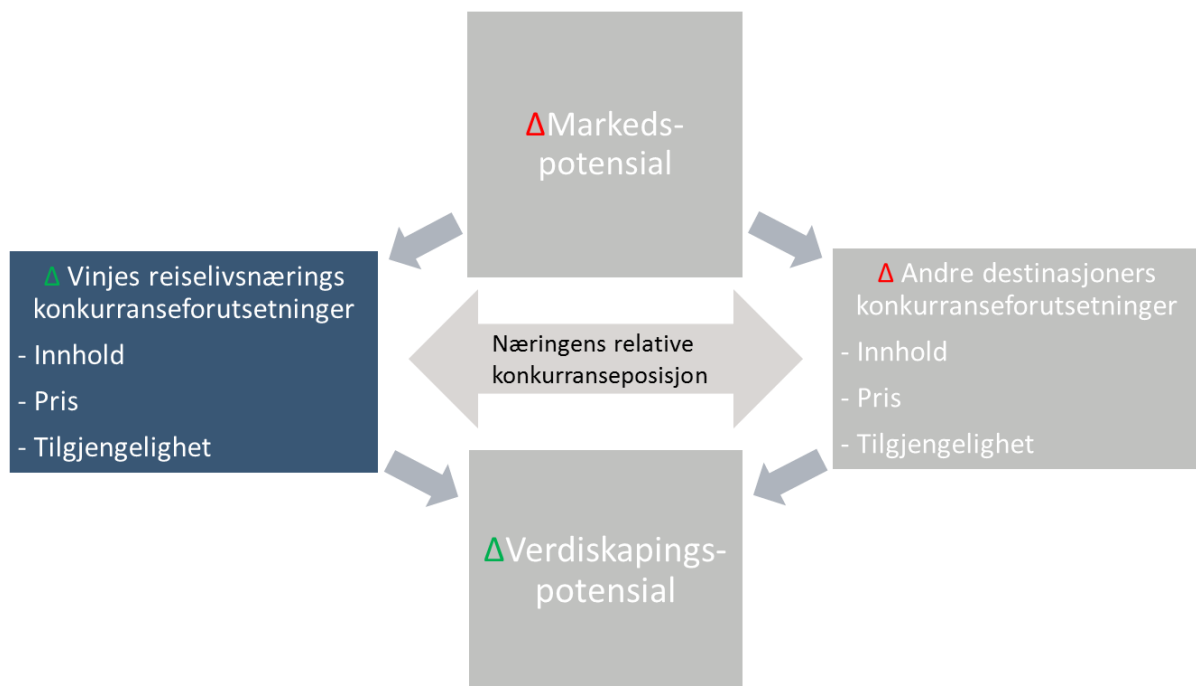 ΔMarkeds-
potensial
Δ Vinjes reiselivsnærings
konkurranseforutsetninger
- Innhold
- Pris
- Tilgjengelighet
Næringens relative
konkurranseposisjon
Δ Andre destinasjoners
konkurranseforutsetninger
- Innhold
- Pris
- Tilgjengelighet
ΔVerdiskapings-
potensial